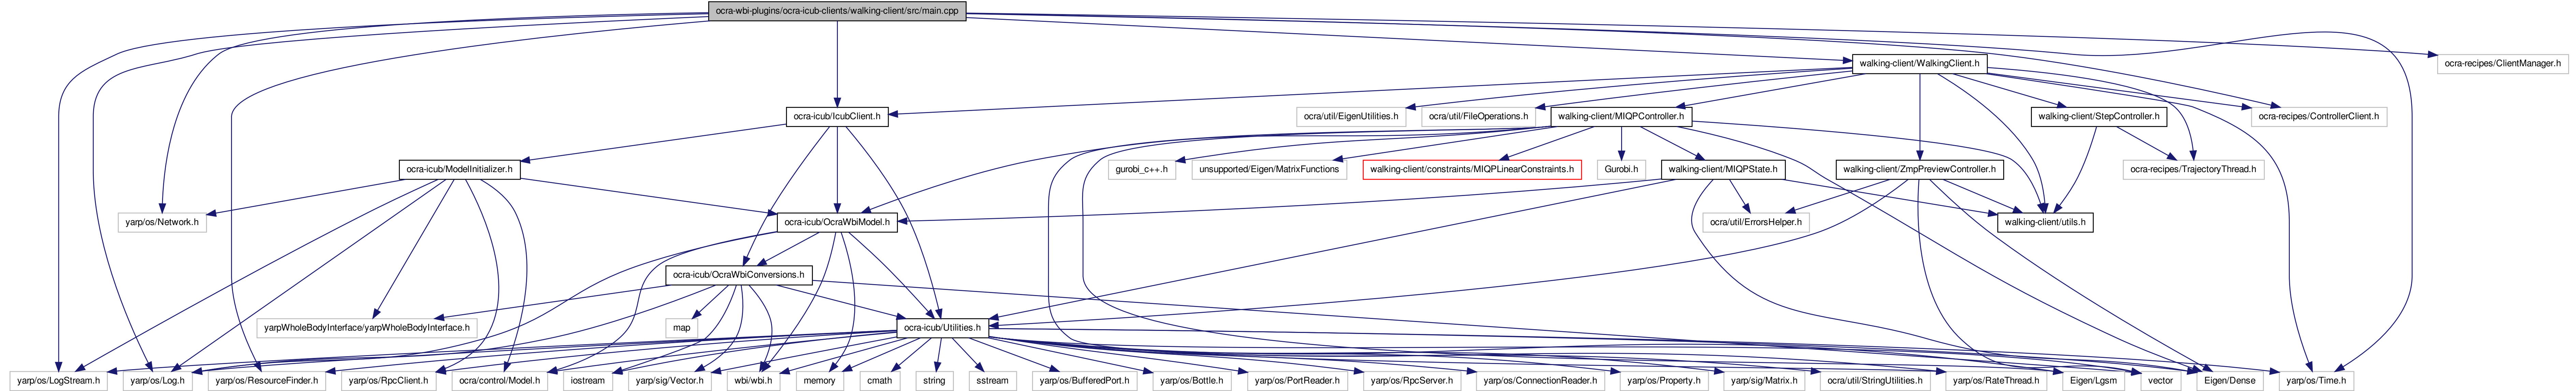 ocra-wbi-plugins/ocra-icub-clients/walking-client/src/main.cpp
walking-client/WalkingClient.h
ocra-recipes/ClientManager.h
ocra-icub/IcubClient.h
ocra/util/EigenUtilities.h
ocra/util/FileOperations.h
walking-client/MIQPController.h
walking-client/StepController.h
ocra-recipes/ControllerClient.h
ocra-icub/ModelInitializer.h
gurobi_c++.h
unsupported/Eigen/MatrixFunctions
walking-client/constraints/MIQPLinearConstraints.h
Gurobi.h
walking-client/MIQPState.h
walking-client/ZmpPreviewController.h
ocra-recipes/TrajectoryThread.h
yarp/os/Network.h
ocra-icub/OcraWbiModel.h
ocra/util/ErrorsHelper.h
walking-client/utils.h
ocra-icub/OcraWbiConversions.h
yarpWholeBodyInterface/yarpWholeBodyInterface.h
map
ocra-icub/Utilities.h
yarp/os/LogStream.h
yarp/os/Log.h
yarp/os/ResourceFinder.h
yarp/os/RpcClient.h
ocra/control/Model.h
iostream
yarp/sig/Vector.h
wbi/wbi.h
memory
cmath
string
sstream
yarp/os/BufferedPort.h
yarp/os/Bottle.h
yarp/os/PortReader.h
yarp/os/RpcServer.h
yarp/os/ConnectionReader.h
yarp/os/Property.h
yarp/sig/Matrix.h
ocra/util/StringUtilities.h
yarp/os/RateThread.h
Eigen/Lgsm
vector
Eigen/Dense
yarp/os/Time.h